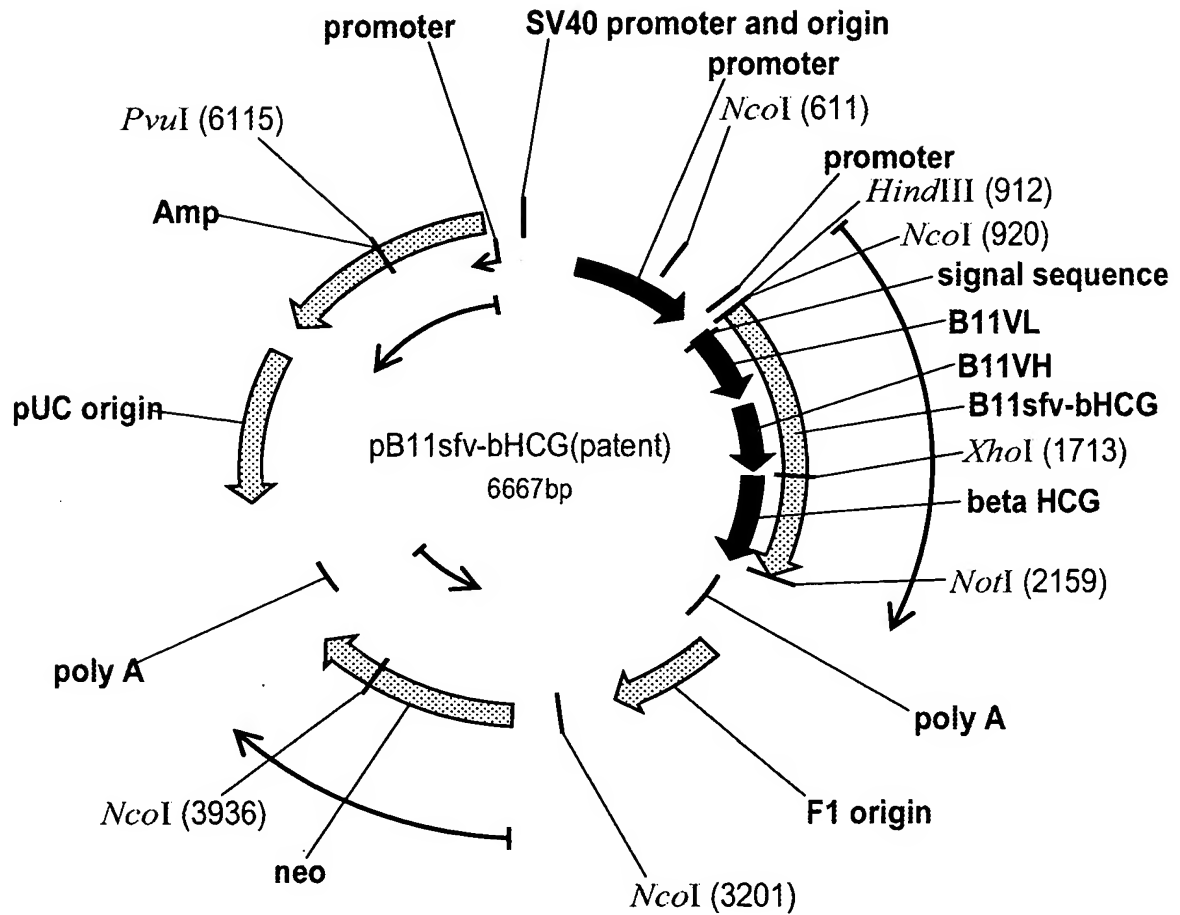 promoter
SV40 promoter and origin
promoter
NcoI (611)
PvuI (6115)
promoter
HindIII (912)
Amp
NcoI (920)
signal sequence
B11VL
B11VH
B11sfv-bHCG
pUC origin
pB11sfv-bHCG(patent)
6667bp
XhoI (1713)
beta HCG
NotI (2159)
poly A
poly A
NcoI (3936)
F1 origin
neo
NcoI (3201)